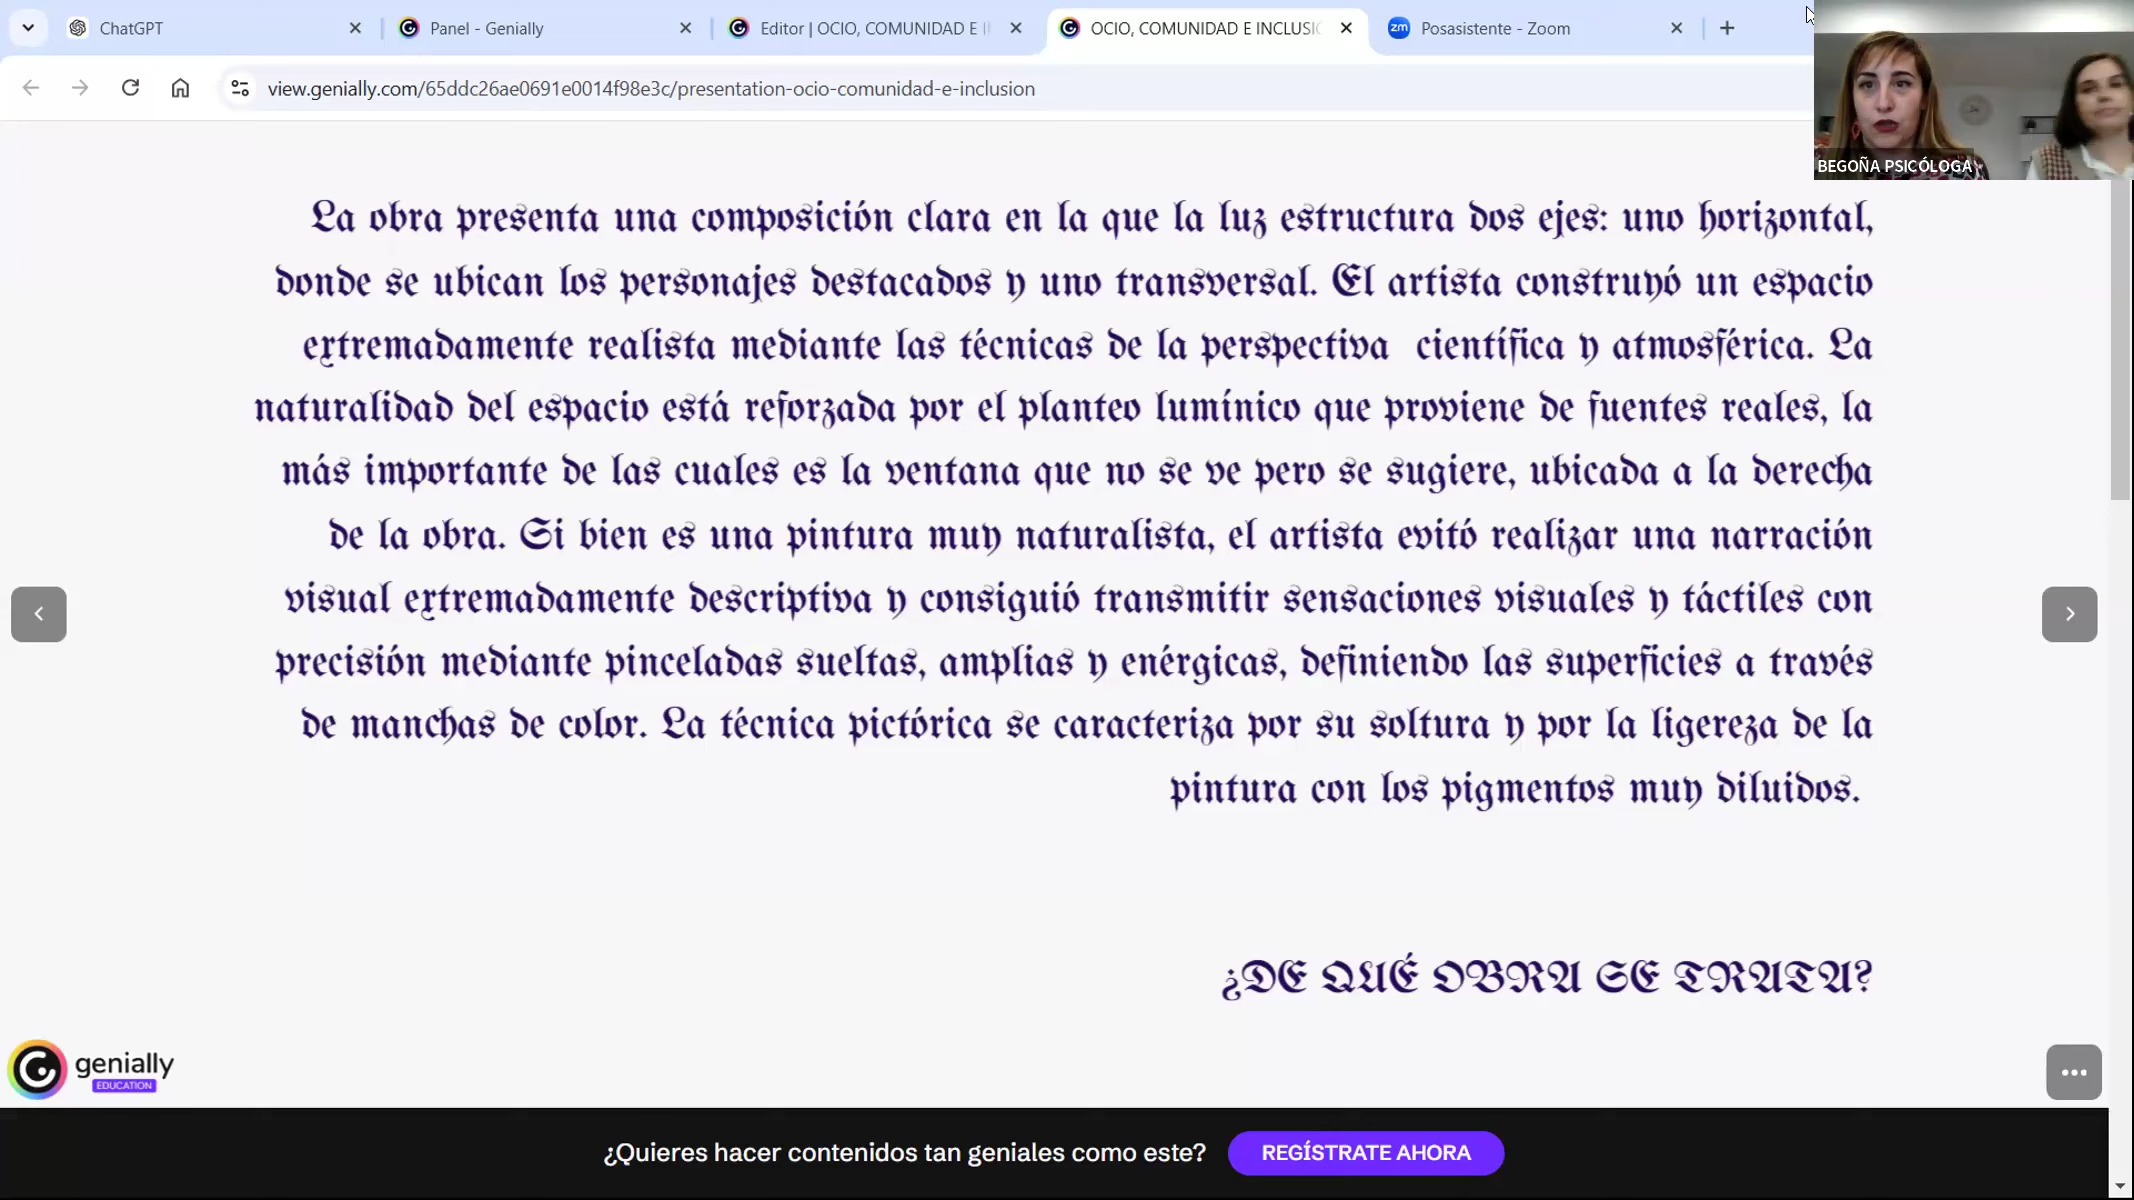 ChatGPT
Panel - Genially
Editor | OCIO, COMUNIDAD E I
OCIO, COMUNIDAD E INCLUSI
zm
Posasistente - Zoom
view.genially.com/65ddc26ae0691e0014f98e3c/presentation-ocio-comunidad-e-inclusion
BEGOÑA PSICÓLOGA
La obra presenta una composición clara en la que la luz estructura dos ejes: uno horizontal,
donde se ubican los personajes destacados y uno transversal. El artista construyó un espacio
extremadamente realista mediante las técnicas de la perspectiva científica y atmosférica. La
naturalidad del espacio está reforzada por el planteo lumínico que proviene de fuentes reales, la
más importante de las cuales es la ventana que no se ve pero se sugiere, ubicada a la derecha
de la obra. Si bien es una pintura muy naturalista, el artista evitó realizar una narración
visual extremadamente descriptiva y consiguió transmitir sensaciones visuales y táctiles con
precisión mediante pinceladas sueltas, amplias y enérgicas, definiendo las superficies a través
de manchas de color. La técnica pictórica se caracteriza por su soltura y por la ligereza de la
pintura con los pigmentos muy diluidos.
¿DE QUÉ OBRA SE TRATA?
genially
EDUCATION
¿Quieres hacer contenidos tan geniales como este?
REGÍSTRATE AHORA